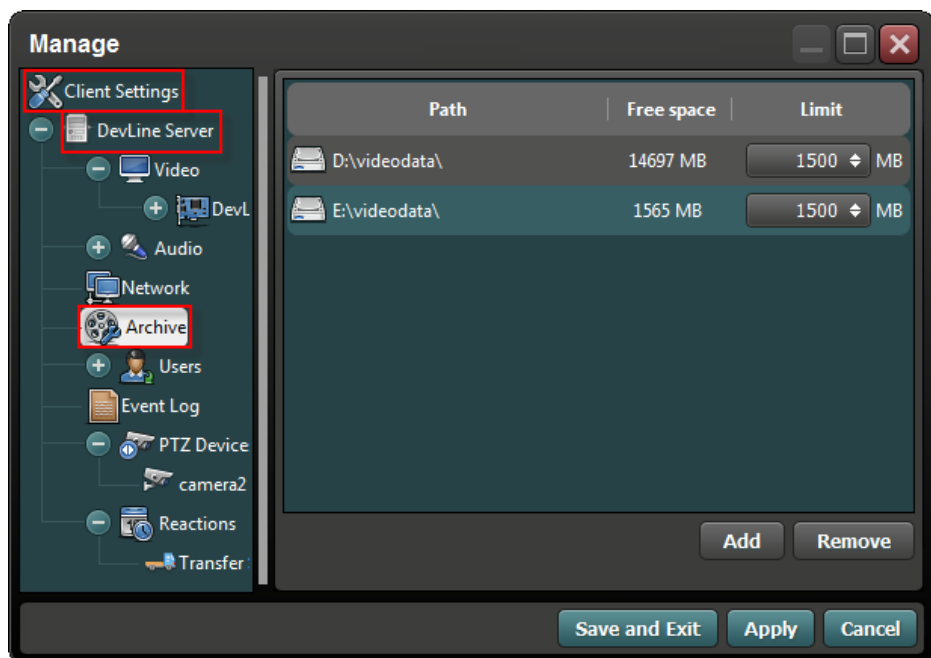 Manage
Client Settings
DevLine Server
Video
DevL
Audio
Network
Archive
Users
Event Log
PTZ Device
camera2
Reactions
Transfer
Path Free space Limit
D:\videodata\ 14697 MB 1500 MB
E:\videodata\ 1565 MB 1500 MB
Add Remove
Save and Exit Apply Cancel